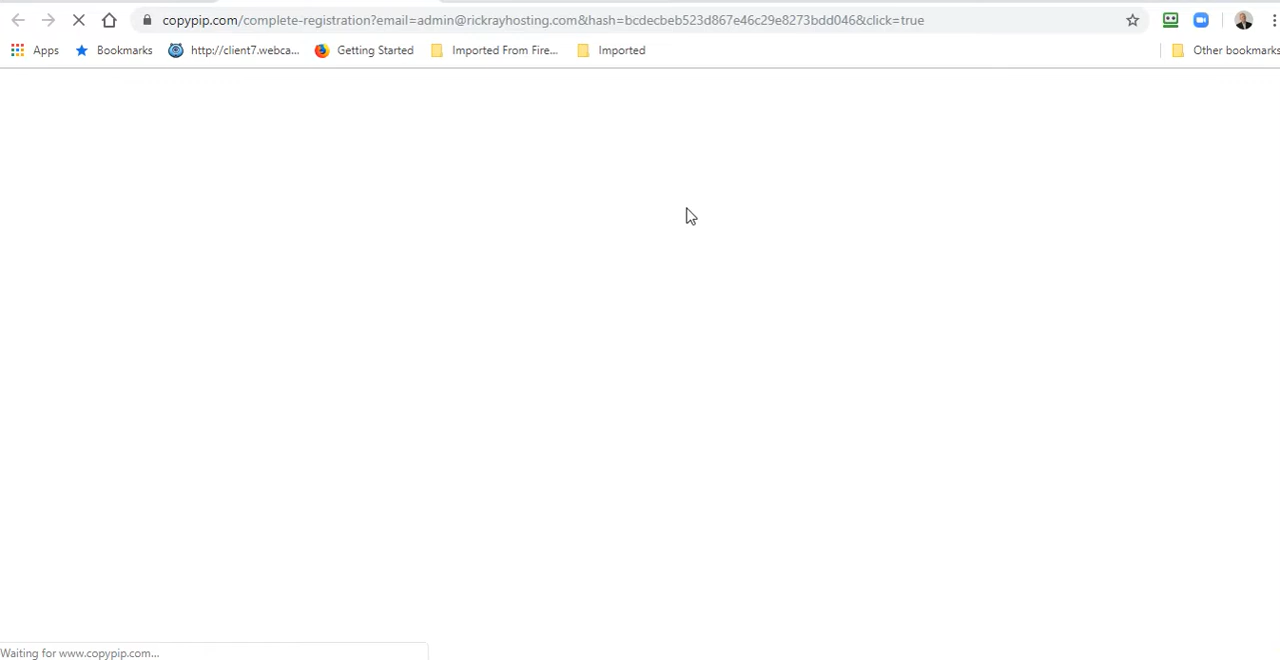 copypip.com/complete-registration?email=admin@rickrayhosting.com&hash=bcdecbeb523d867e46c29e8273bdd046&click=true
Apps Bookmarks http://client7.webca... Getting Started Imported From Fire... Imported Other bookmarks
Waiting for www.copypip.com...